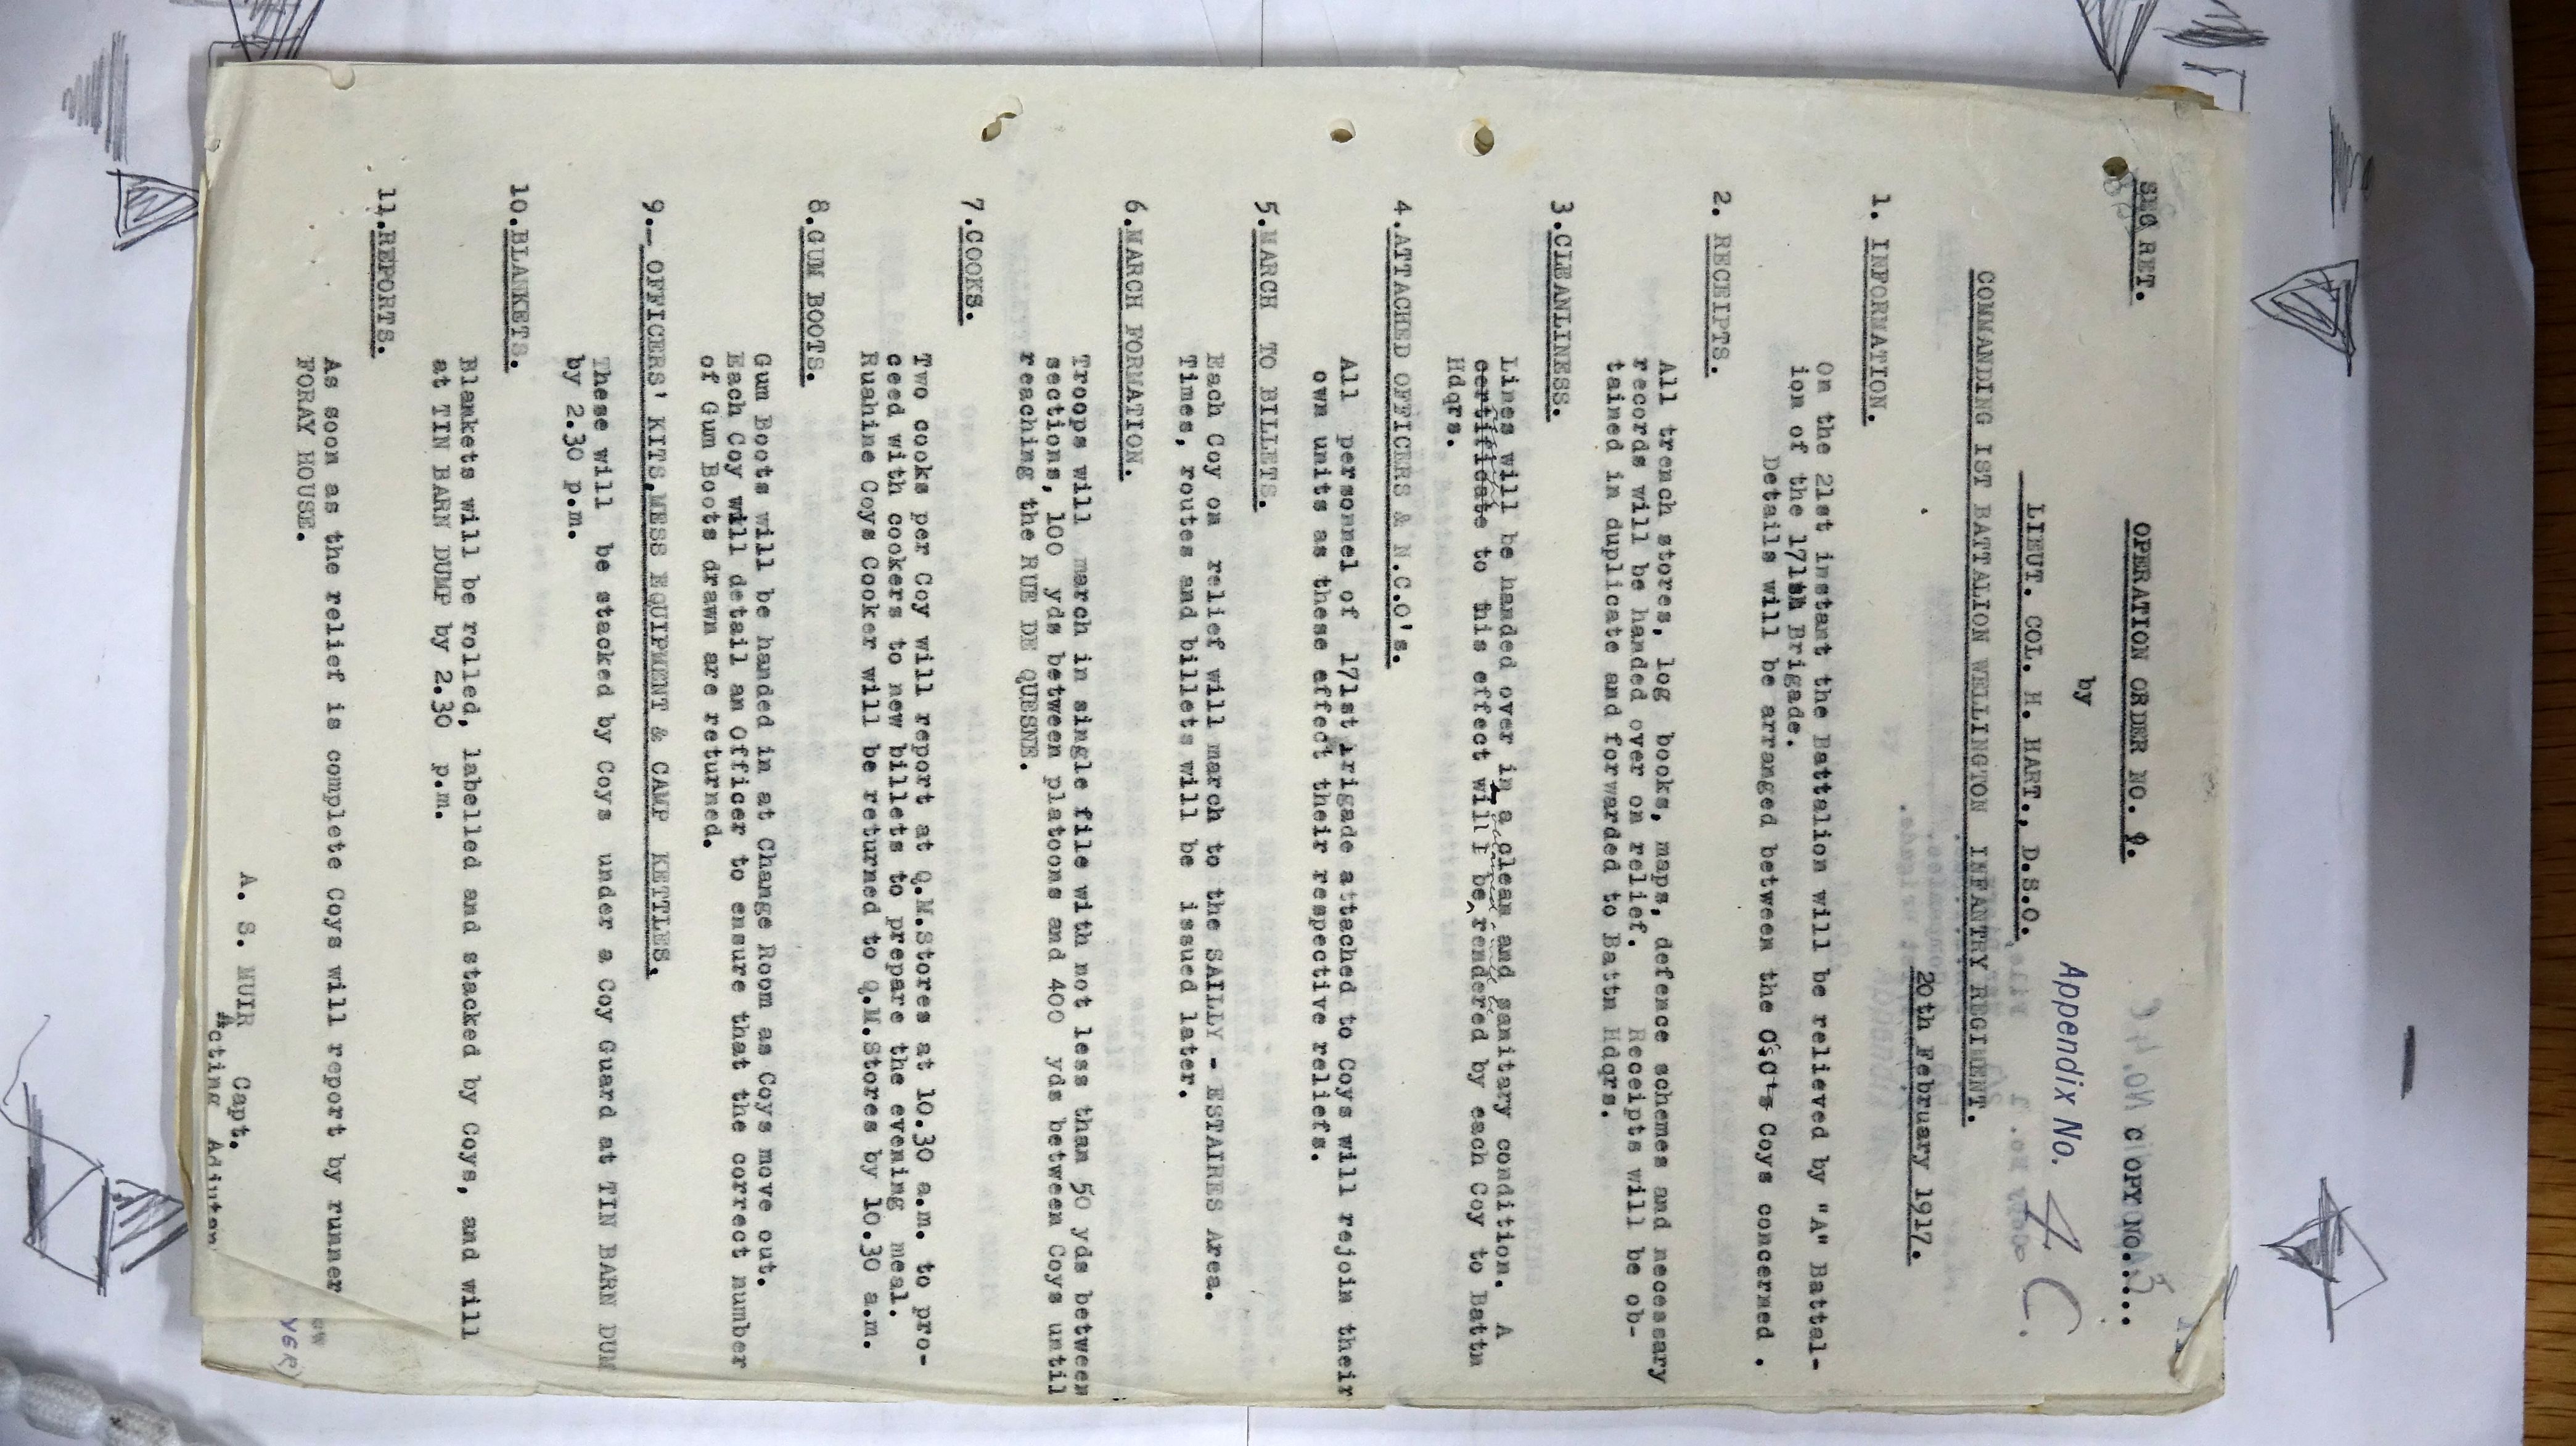 SEC RET.
OPERATION ORDER NO. 9.
C OPY NO.....3
by
Appendix No. 4 C.
LIEUT. COL. H. HART., D.S.O.
COMMANDING IST BATTALION WELLINGTON INFANTRY REGIMENT.
20th February 1917.
1. INFORMATION.
On the 21st instant the Battalion will be relieved by "A" Battal-
ion of the 171st Brigade.
Details will be arranged between the O's.C's Coys concerned .
2. RECEIPTS.
All trench stores, log books, maps, defence schemes and necessary
records will be handed over on relief. Receipts will be ob-
tained in duplicate and forwarded to Battn Hdqrs.
3.CLEANLINESS.
Lines will be handed over in a clean and sanitary condition. A
certificate to this effect will be rendered by each Coy to Battn
Hdqrs.
4.ATTACHED OFFICERS & N.C.O's.
All personnel of 171st Brigade attached to Coys will rejoin their
own units as these effect their respective reliefs.
5.MARCH TO BILLETS.
Each Coy on relief will march to the SAILLY - ESTAIRES Area.
Times, routes and billets will be issued later.
6.MARCH FORMATION.
Troops will march in single file with not less than 50 yds between
sections, 100 yds between platoons and 400 yds between Coys until
reaching the RUE DE QUESNE.
7.COOKS.
Two cooks per Coy will report at Q.M.Stores at 10.30 a.m. to pro-
ceed with cookers to new billets to prepare the evening meal.
Ruahine Coys Cooker will be returned to Q.M.Stores by 10.30 a.m.
8.GUM BOOTS.
Gum Boots will be handed in at Change Room as Coys move out.
Each Coy will detail an Officer to ensure that the correct number
of Gum Boots drawn are returned.
9.- OFFICERS' KITS,MESS EQUIPMENT & CAMP KETTLES.
These will be stacked by Coys under a Coy Guard at TIN BARN DUM
by 2.30 p.m.
10.BLANKETS.
Blankets will be rolled, labelled and stacked by Coys, and will
at TIN BARN DUMP by 2.30 p.m.
11.REPORTS.
As soon as the relief is complete Coys will report by runner
FORAY HOUSE.
A. S. MUIR Capt.
Acting Adjutan